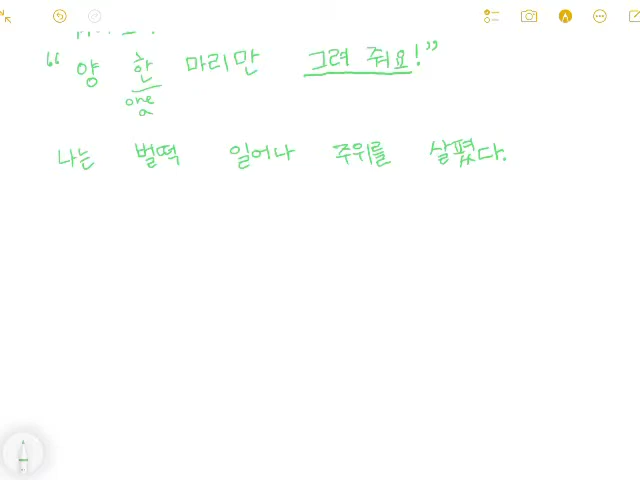 “양 한 마리만 그려 줘요!”
one
a
나는 벌떡 일어나 주위를 살폈다.